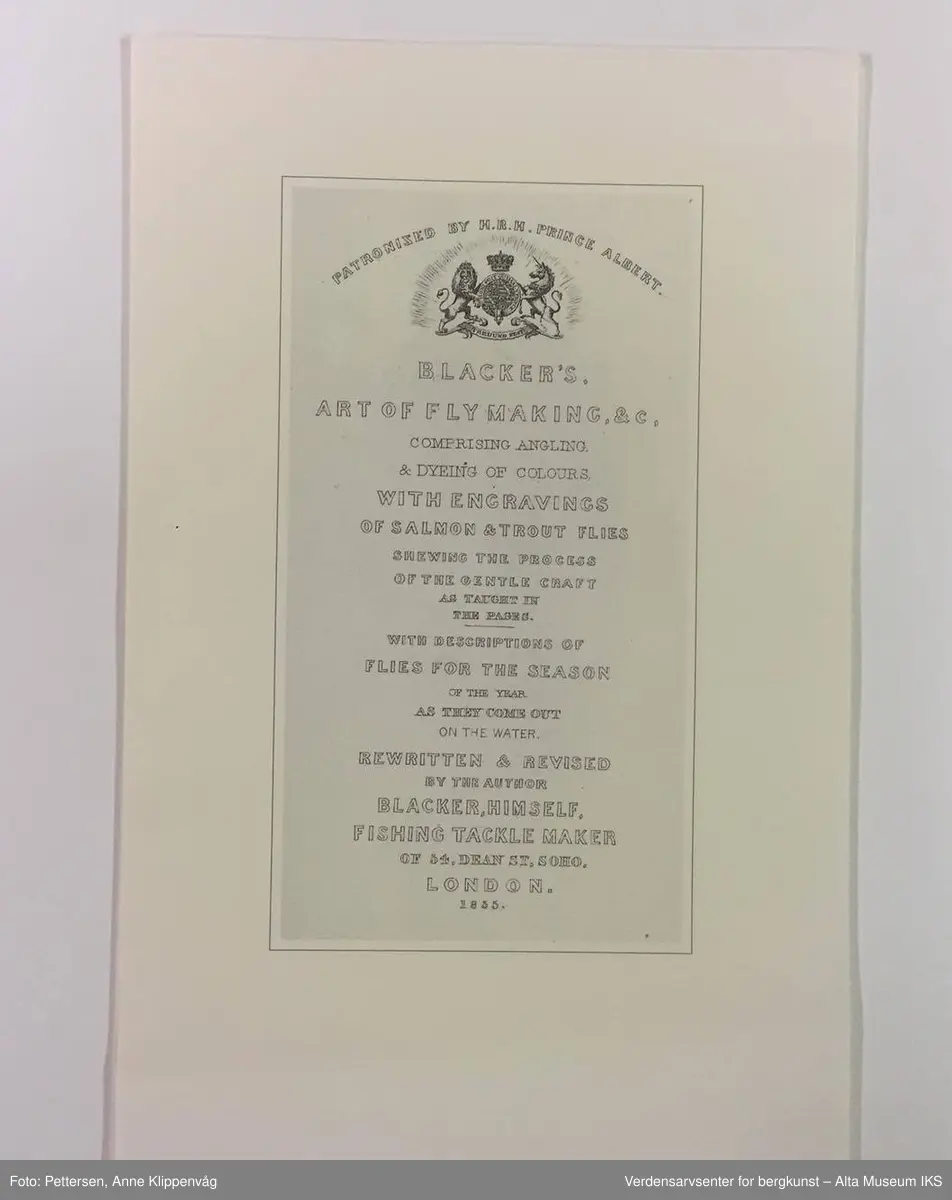 PATRONIZED BY H.R.H. PRINCE ALBERT.
BLACKER'S,
ART OF FLY MAKING, &c,
COMPRISING ANGLING,
& DYEING OF COLOURS,
WITH ENGRAVINGS
OF SALMON & TROUT FLIES
SHEWING THE PROCESS
OF THE GENTLE CRAFT
AS TAUGHT IN
THE PAGES.
WITH DESCRIPTIONS OF
FLIES FOR THE SEASON
OF THE YEAR
AS THEY COME OUT
ON THE WATER.
REWRITTEN & REVISED
BY THE AUTHOR
BLACKER, HIMSELF,
FISHING TACKLE MAKER
OF 54, DEAN ST, SOHO,
LONDON.
1855.
Foto: Pettersen, Anne Klippenvåg
Verdensarvsenter for bergkunst – Alta Museum IKS